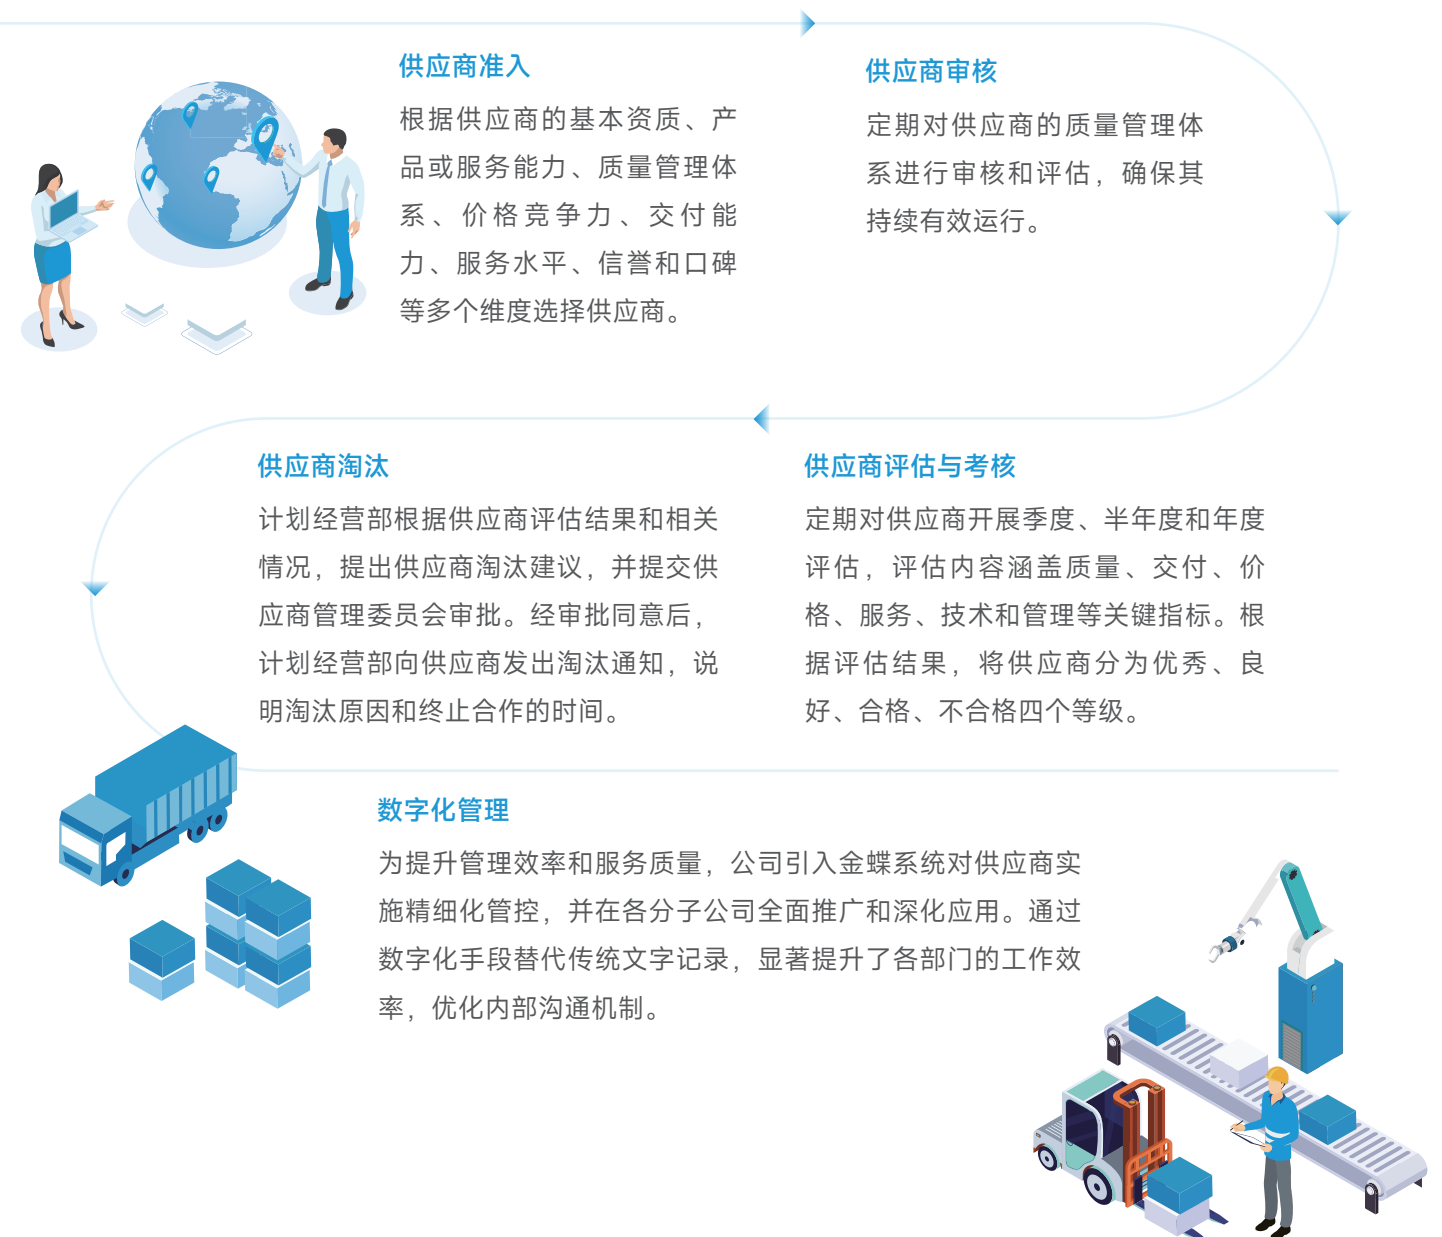 供应商准入
根据供应商的基本资质、产
品或服务能力、质量管理体
系、价格竞争力、交付能
力、服务水平、信誉和口碑
等多个维度选择供应商。
供应商审核
定期对供应商的质量管理体
系进行审核和评估，确保其
持续有效运行。
供应商评估与考核
定期对供应商开展季度、半年度和年度
评估，评估内容涵盖质量、交付、价
格、服务、技术和管理等关键指标。根
据评估结果，将供应商分为优秀、良
好、合格、不合格四个等级。
供应商淘汰
计划经营部根据供应商评估结果和相关
情况，提出供应商淘汰建议，并提交供
应商管理委员会审批。经审批同意后，
计划经营部向供应商发出淘汰通知，说
明淘汰原因和终止合作的时间。
数字化管理
为提升管理效率和服务质量，公司引入金蝶系统对供应商实
施精细化管控，并在各分子公司全面推广和深化应用。通过
数字化手段替代传统文字记录，显著提升了各部门的工作效
率，优化内部沟通机制。